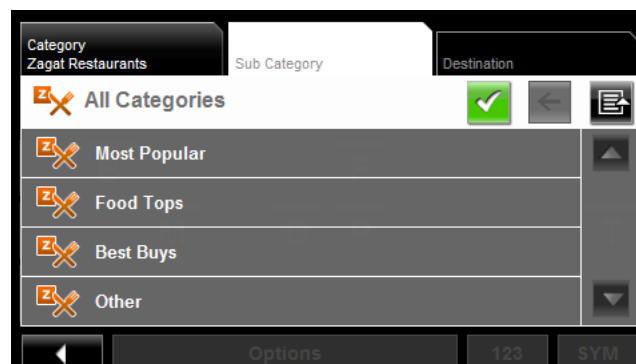 Category
Zagat Restaurants
Sub Category
Destination
Z All Categories
Z Most Popular
Z Food Tops
Z Best Buys
Z Other
Options
123
SYM